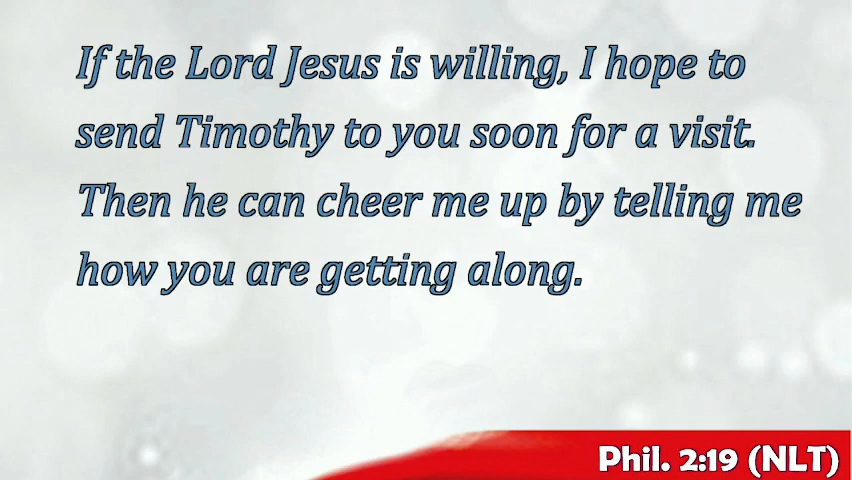 If the Lord Jesus is willing, I hope to
send Timothy to you soon for a visit.
Then he can cheer me up by telling me
how you are getting along.
Phil. 2:19 (NLT)